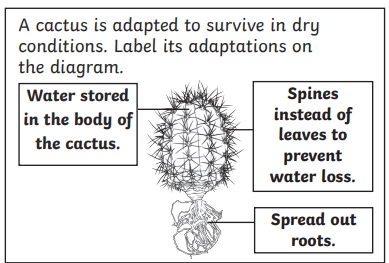 A cactus is adapted to survive in dry
conditions. Label its adaptations on
the diagram.
Water stored
in the body of
the cactus.
Spines
instead of
leaves to
prevent
water loss.
Spread out
roots.